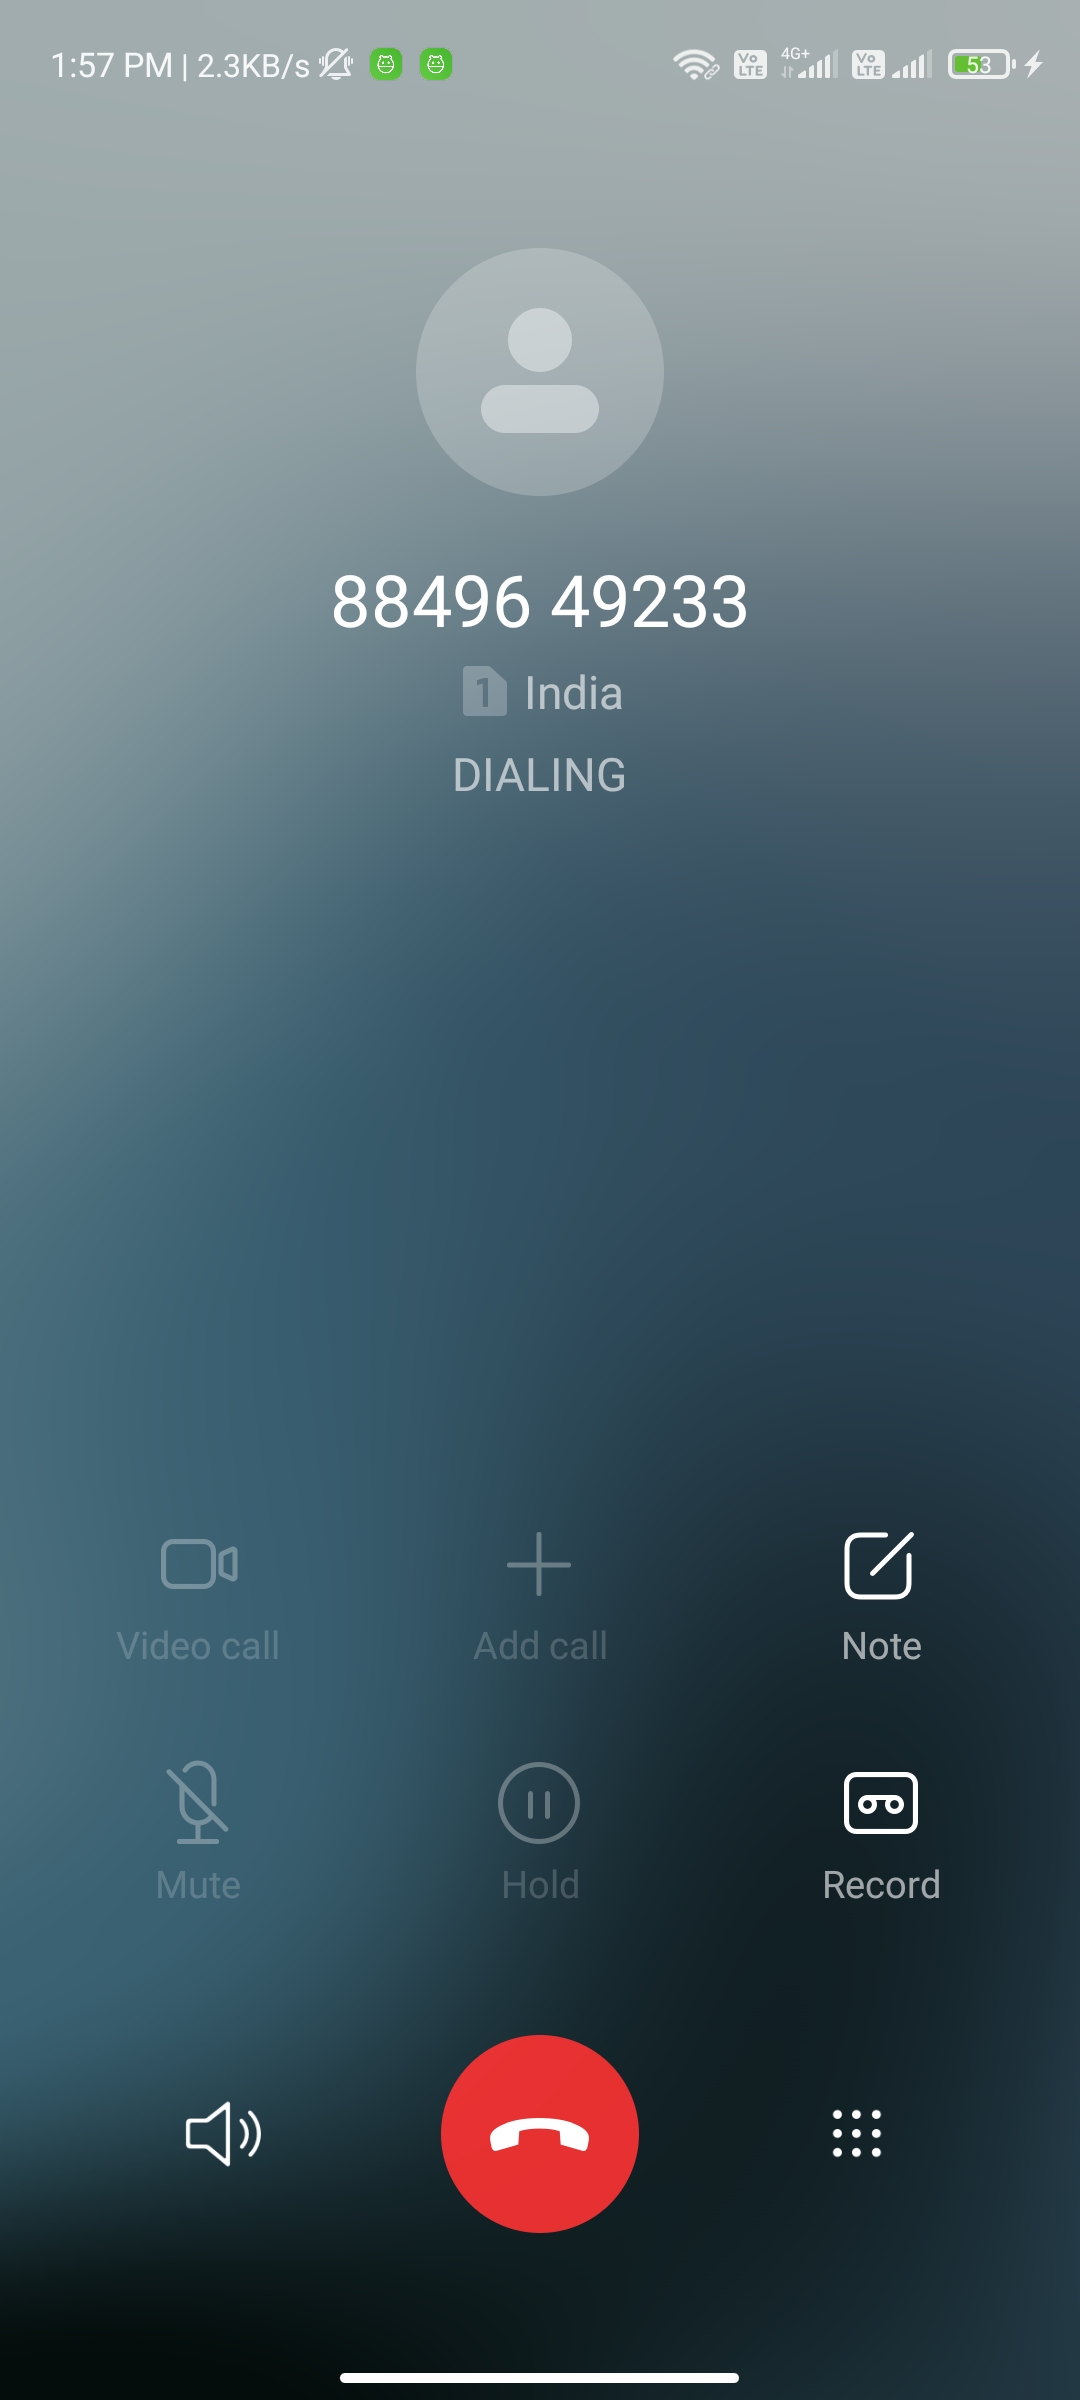 1:57 PM | 2.3KB/s Vo LTE 4G+ Vo LTE 53
88496 49233
1 India
DIALING
Video call Add call Note
Mute Hold Record